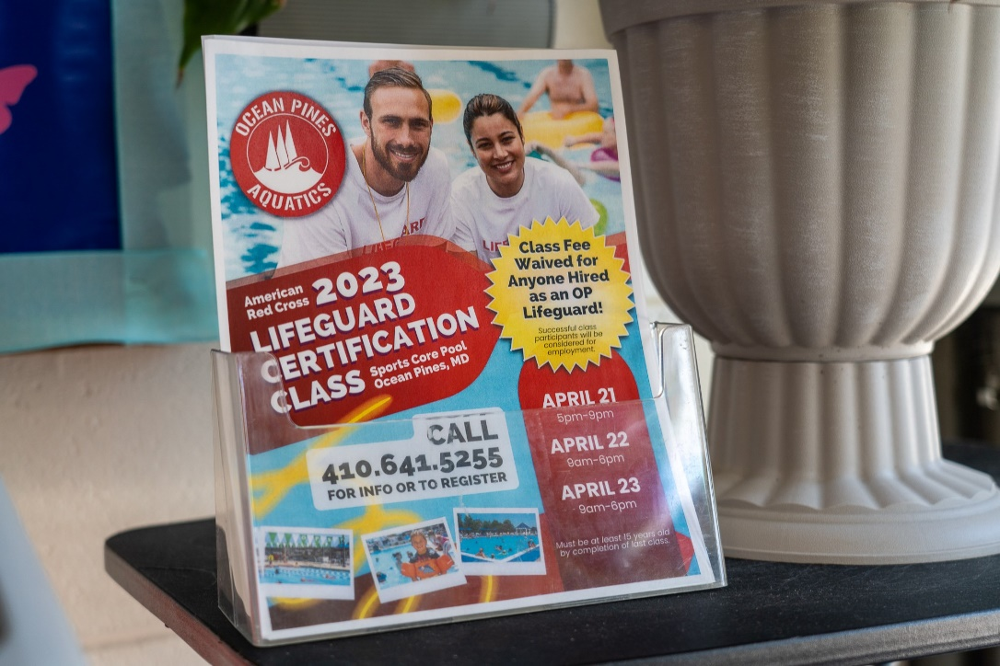 OCEAN PINES
AQUATICS
Class Fee
Waived for
Anyone Hired
as an OP
Lifeguard!
Successful class
participants will be
considered for
employment.
American
Red Cross
2023
LIFEGUARD
CERTIFICATION
CLASS
Sports Core Pool
Ocean Pines, MD
APRIL 21
5pm-9pm
APRIL 22
9am-6pm
APRIL 23
9am-6pm
Must be at least 15 years old
by completion of last class.
CALL
410.641.5255
FOR INFO OR TO REGISTER